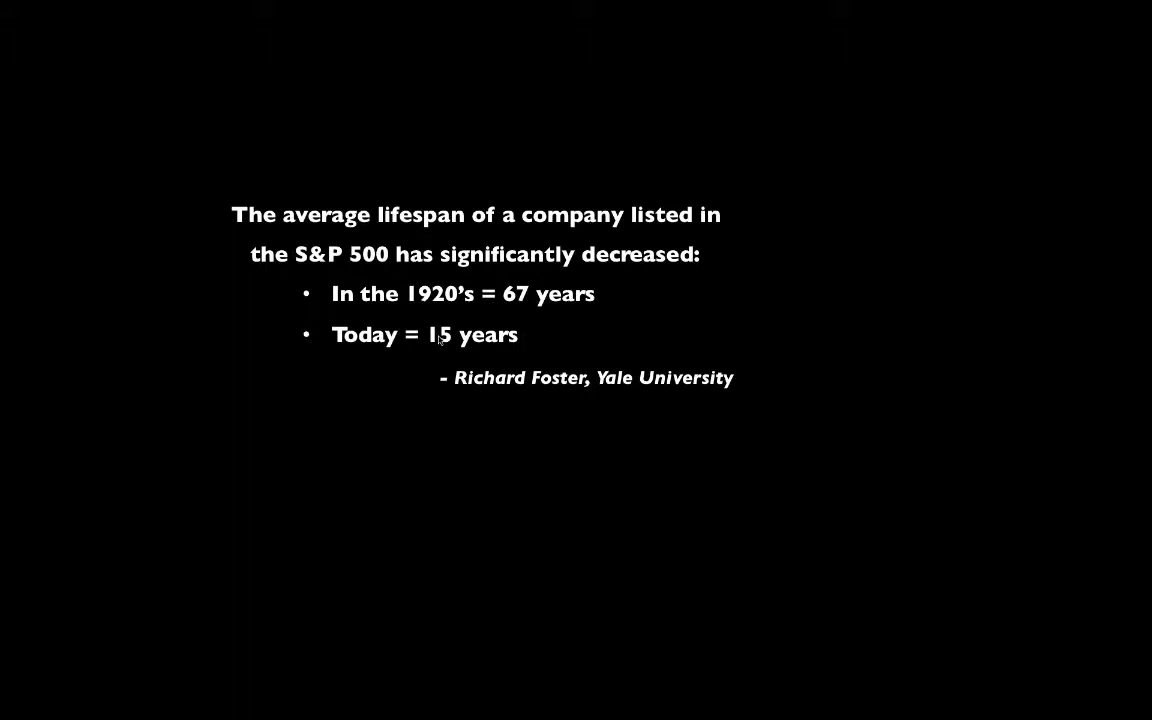 The average lifespan of a company listed in
the S&P 500 has significantly decreased:
• In the 1920’s = 67 years
• Today = 15 years
- Richard Foster, Yale University